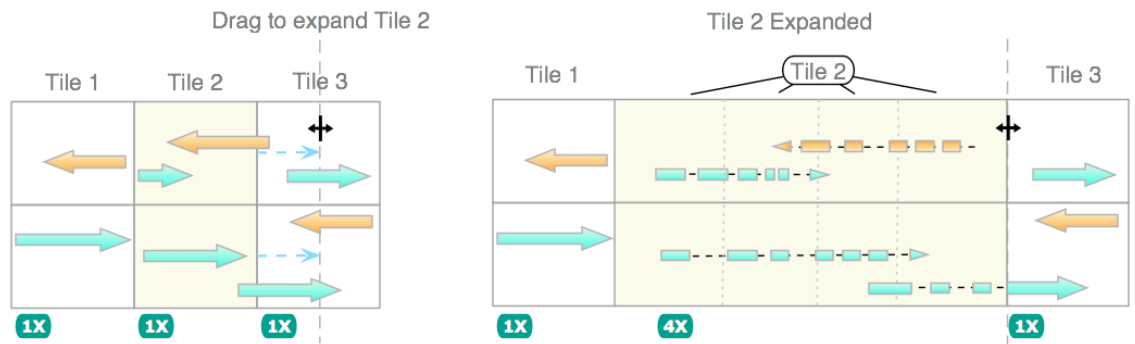 Drag to expand Tile 2
Tile 1
Tile 2
Tile 3
1X
1X
1X
Tile 2 Expanded
Tile 1
Tile 2
Tile 3
1X
4X
1X